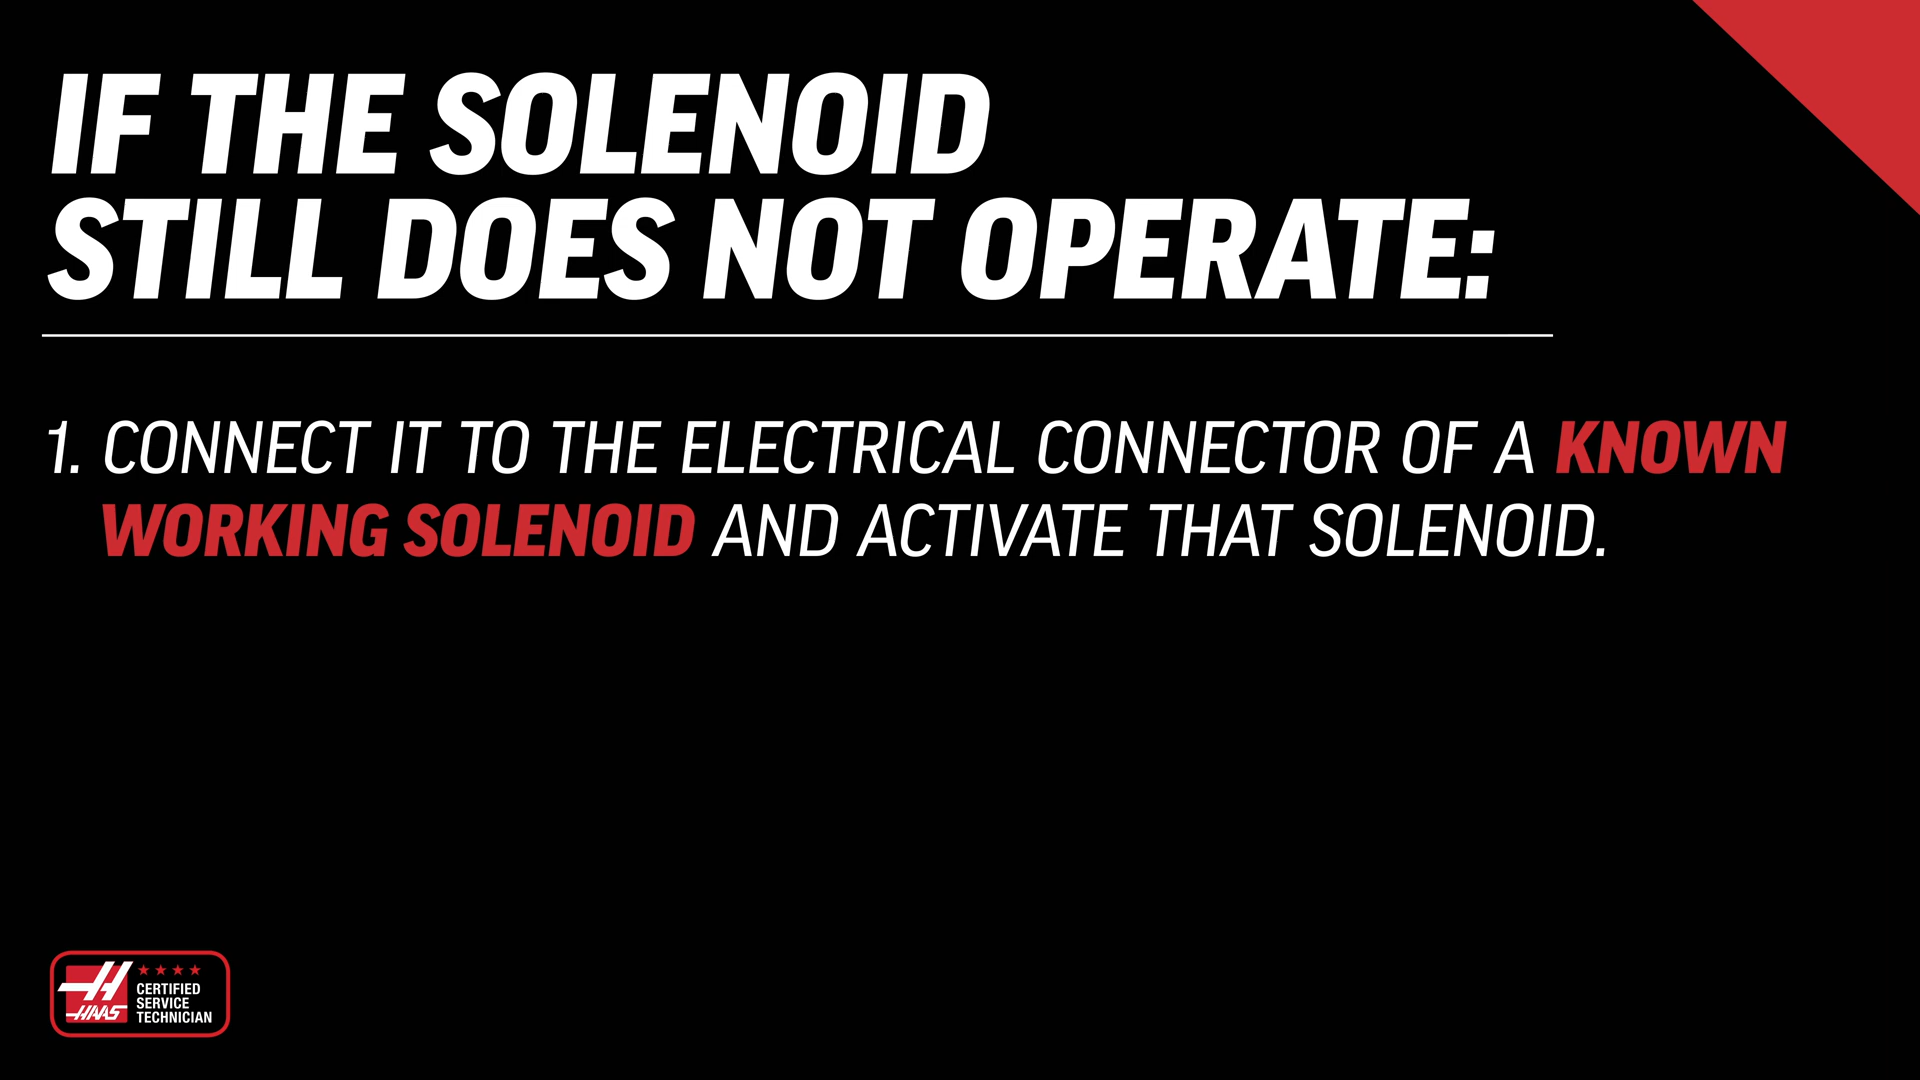 IF THE SOLENOID
STILL DOES NOT OPERATE:
1. CONNECT IT TO THE ELECTRICAL CONNECTOR OF A KNOWN
WORKING SOLENOID AND ACTIVATE THAT SOLENOID.
HAAS
CERTIFIED
SERVICE
TECHNICIAN